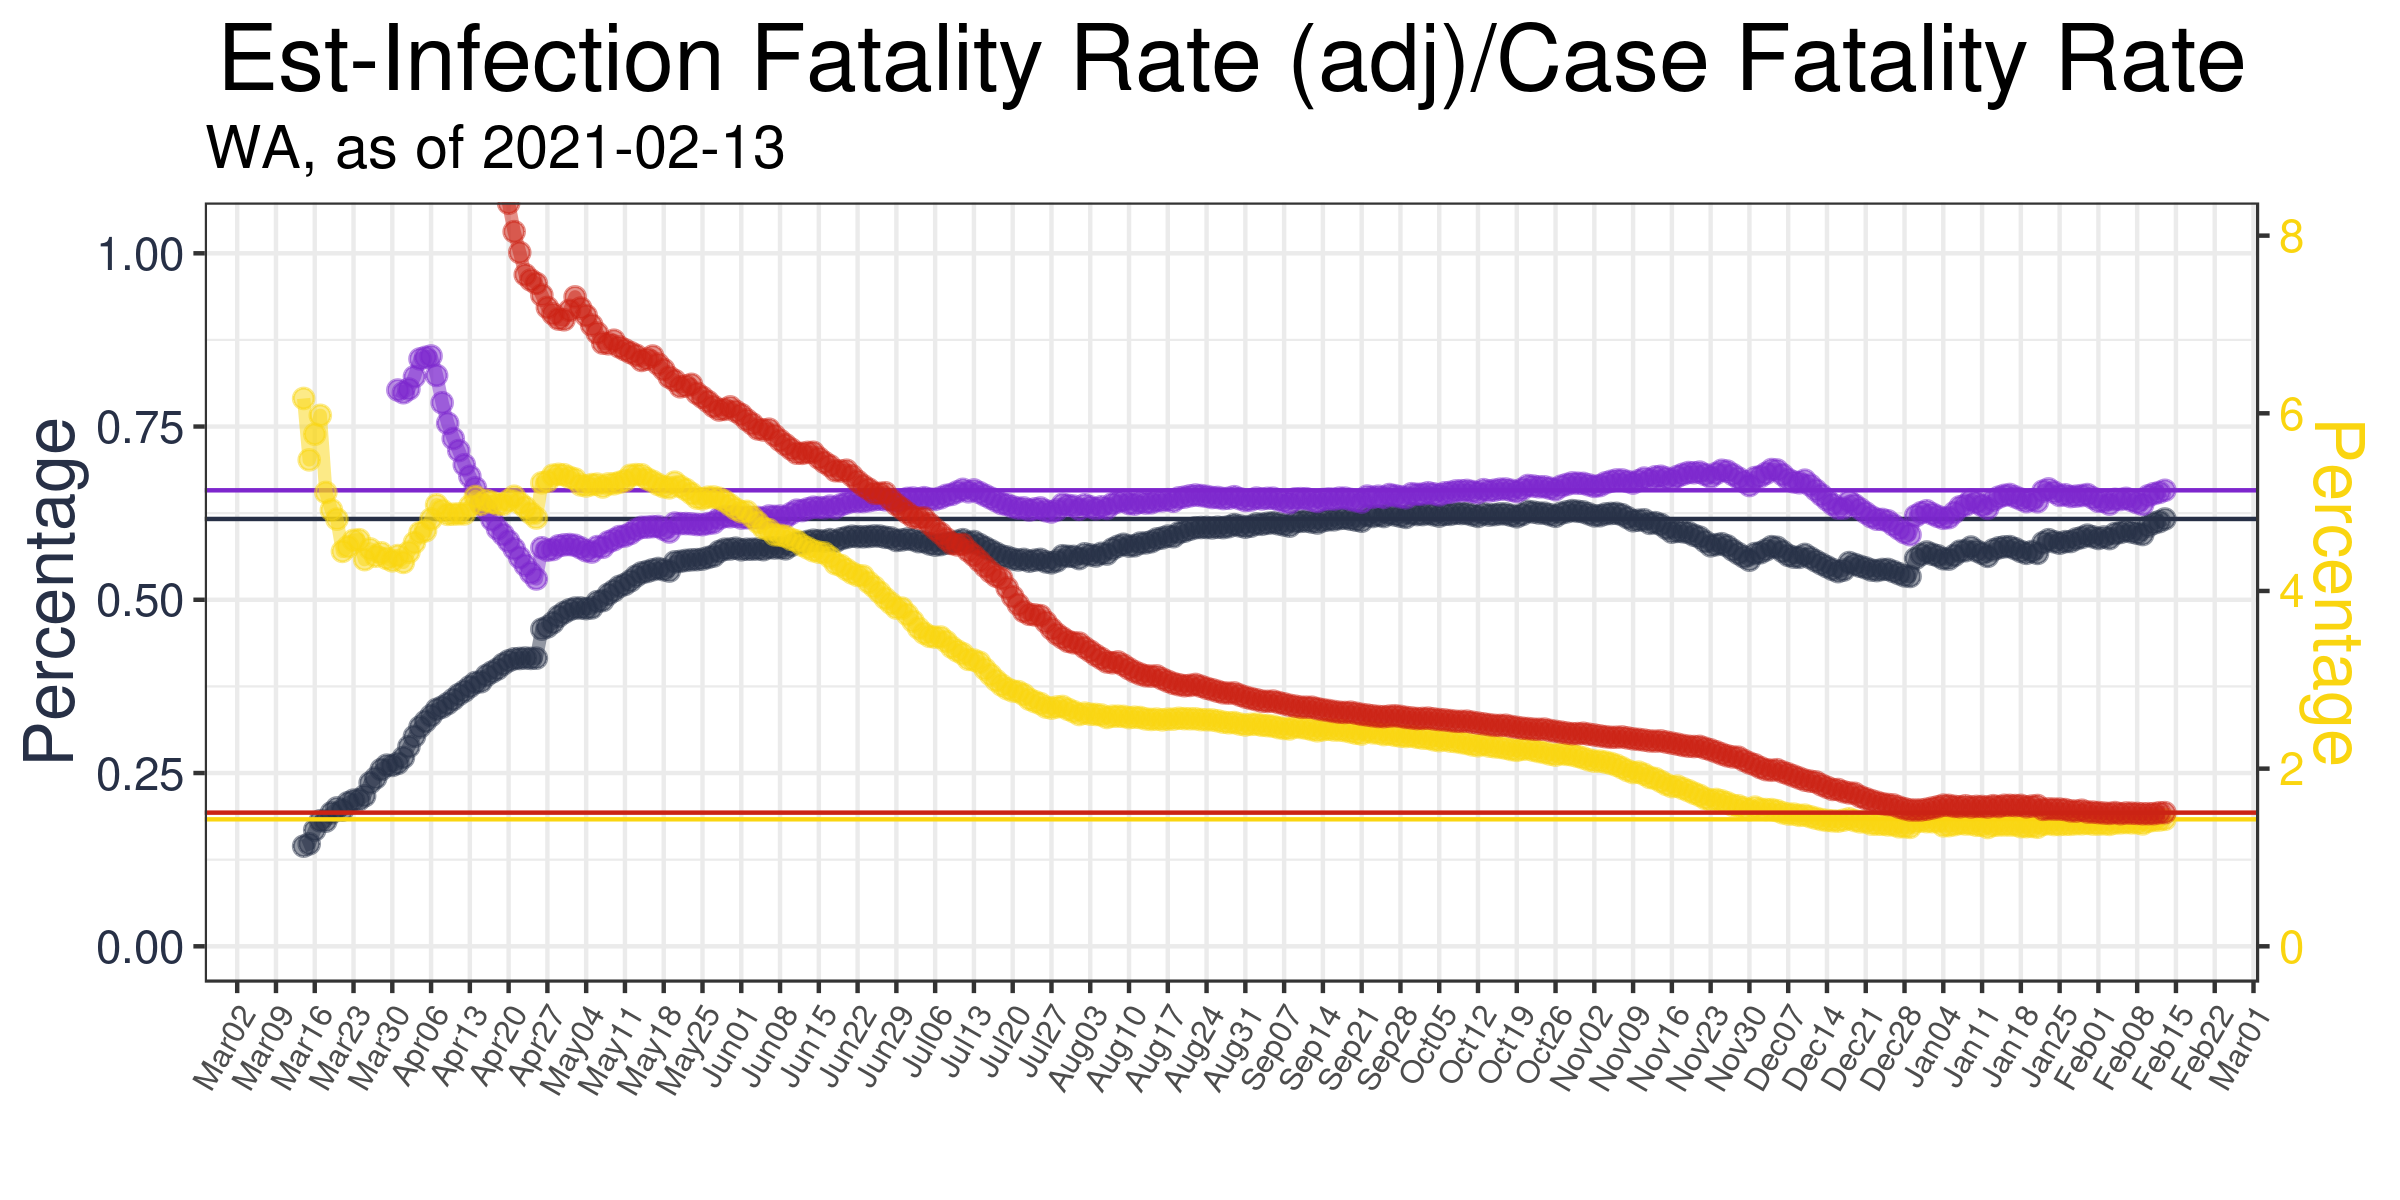 Est-Infection Fatality Rate (adj)/Case Fatality Rate
WA, as of 2021-02-13
Percentage
1.00
0.75
0.50
0.25
0.00
8
6
4
2
0
Percentage
Mar02
Mar09
Mar16
Mar23
Mar30
Apr06
Apr13
Apr20
Apr27
May04
May11
May18
May25
Jun01
Jun08
Jun15
Jun22
Jun29
Jul06
Jul13
Jul20
Jul27
Aug03
Aug10
Aug17
Aug24
Aug31
Sep07
Sep14
Sep21
Sep28
Oct05
Oct12
Oct19
Oct26
Nov02
Nov09
Nov16
Nov23
Nov30
Dec07
Dec14
Dec21
Dec28
Jan04
Jan11
Jan18
Jan25
Feb01
Feb08
Feb15
Feb22
Mar01